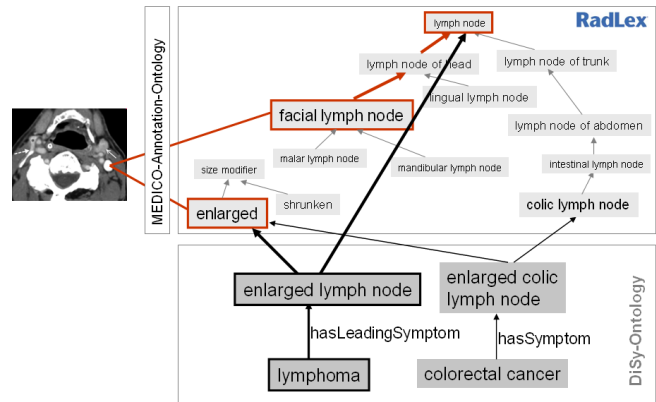 RadLex
lymph node
lymph node of head
lymph node of trunk
lingual lymph node
facial lymph node
lymph node of abdomen
malar lymph node
mandibular lymph node
intestinal lymph node
size modifier
shrunken
colic lymph node
enlarged
MEDICO-Annotation-Ontology
enlarged lymph node
enlarged colic
lymph node
hasLeadingSymptom
hasSymptom
lymphoma
colorectal cancer
DiSy-Ontology